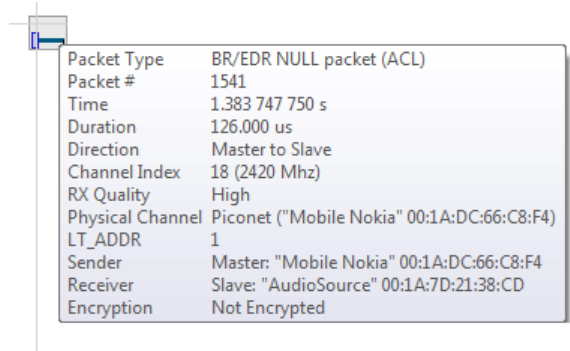 Packet Type BR/EDR NULL packet (ACL)
Packet # 1541
Time 1.383 747 750 s
Duration 126.000 us
Direction Master to Slave
Channel Index 18 (2420 Mhz)
RX Quality High
Physical Channel Piconet ("Mobile Nokia" 00:1A:DC:66:C8:F4)
LT_ADDR 1
Sender Master: "Mobile Nokia" 00:1A:DC:66:C8:F4
Receiver Slave: "AudioSource" 00:1A:7D:21:38:CD
Encryption Not Encrypted